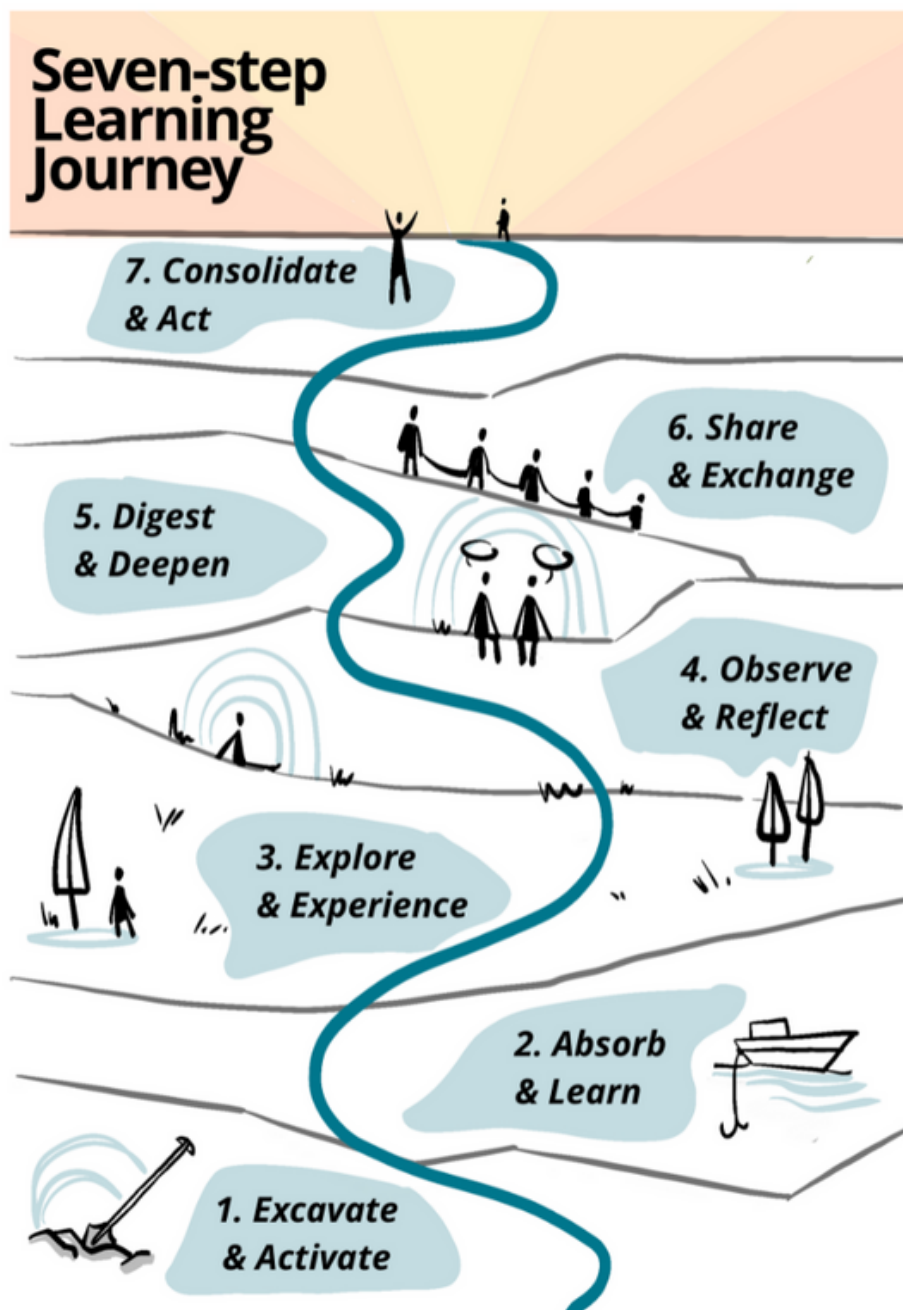 Seven-step
Learning
Journey
7. Consolidate
& Act
6. Share
& Exchange
5. Digest
& Deepen
4. Observe
& Reflect
3. Explore
& Experience
2. Absorb
& Learn
1. Excavate
& Activate